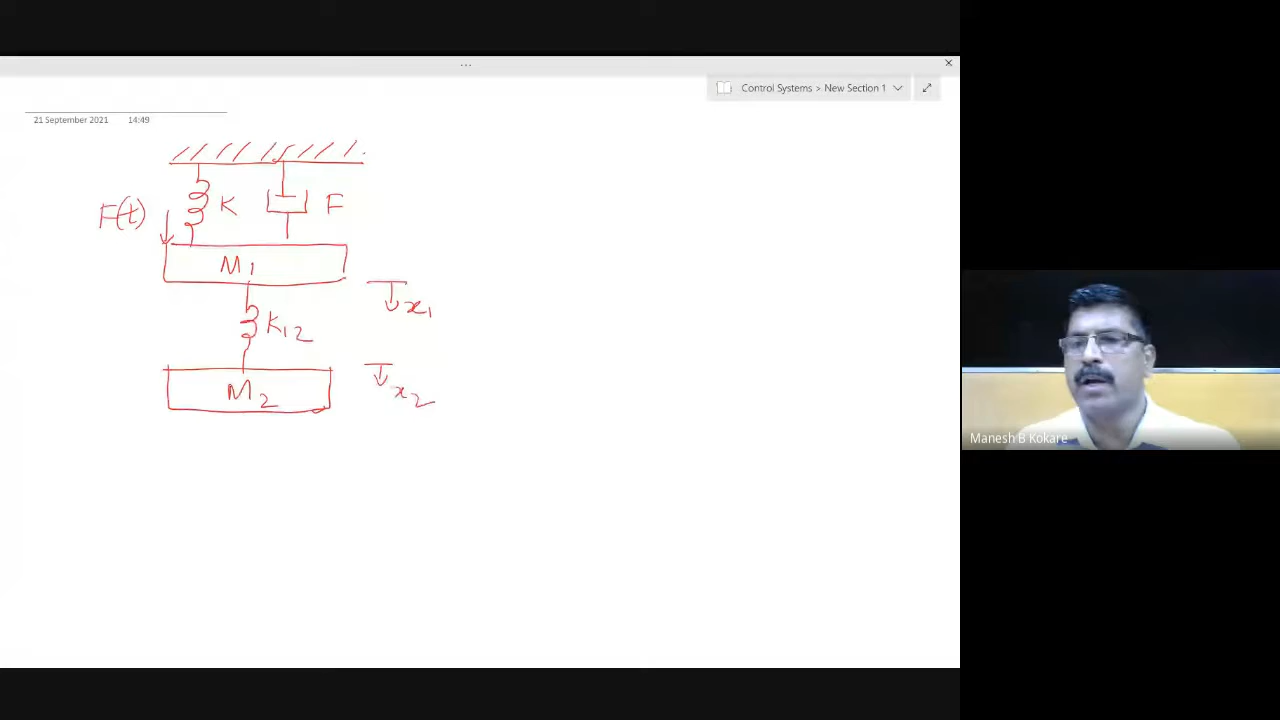 Control Systems > New Section 1
21 September 2021 14:49
F(t)
K
F
M1
x1
K12
M2
x2
Manesh B Kokare